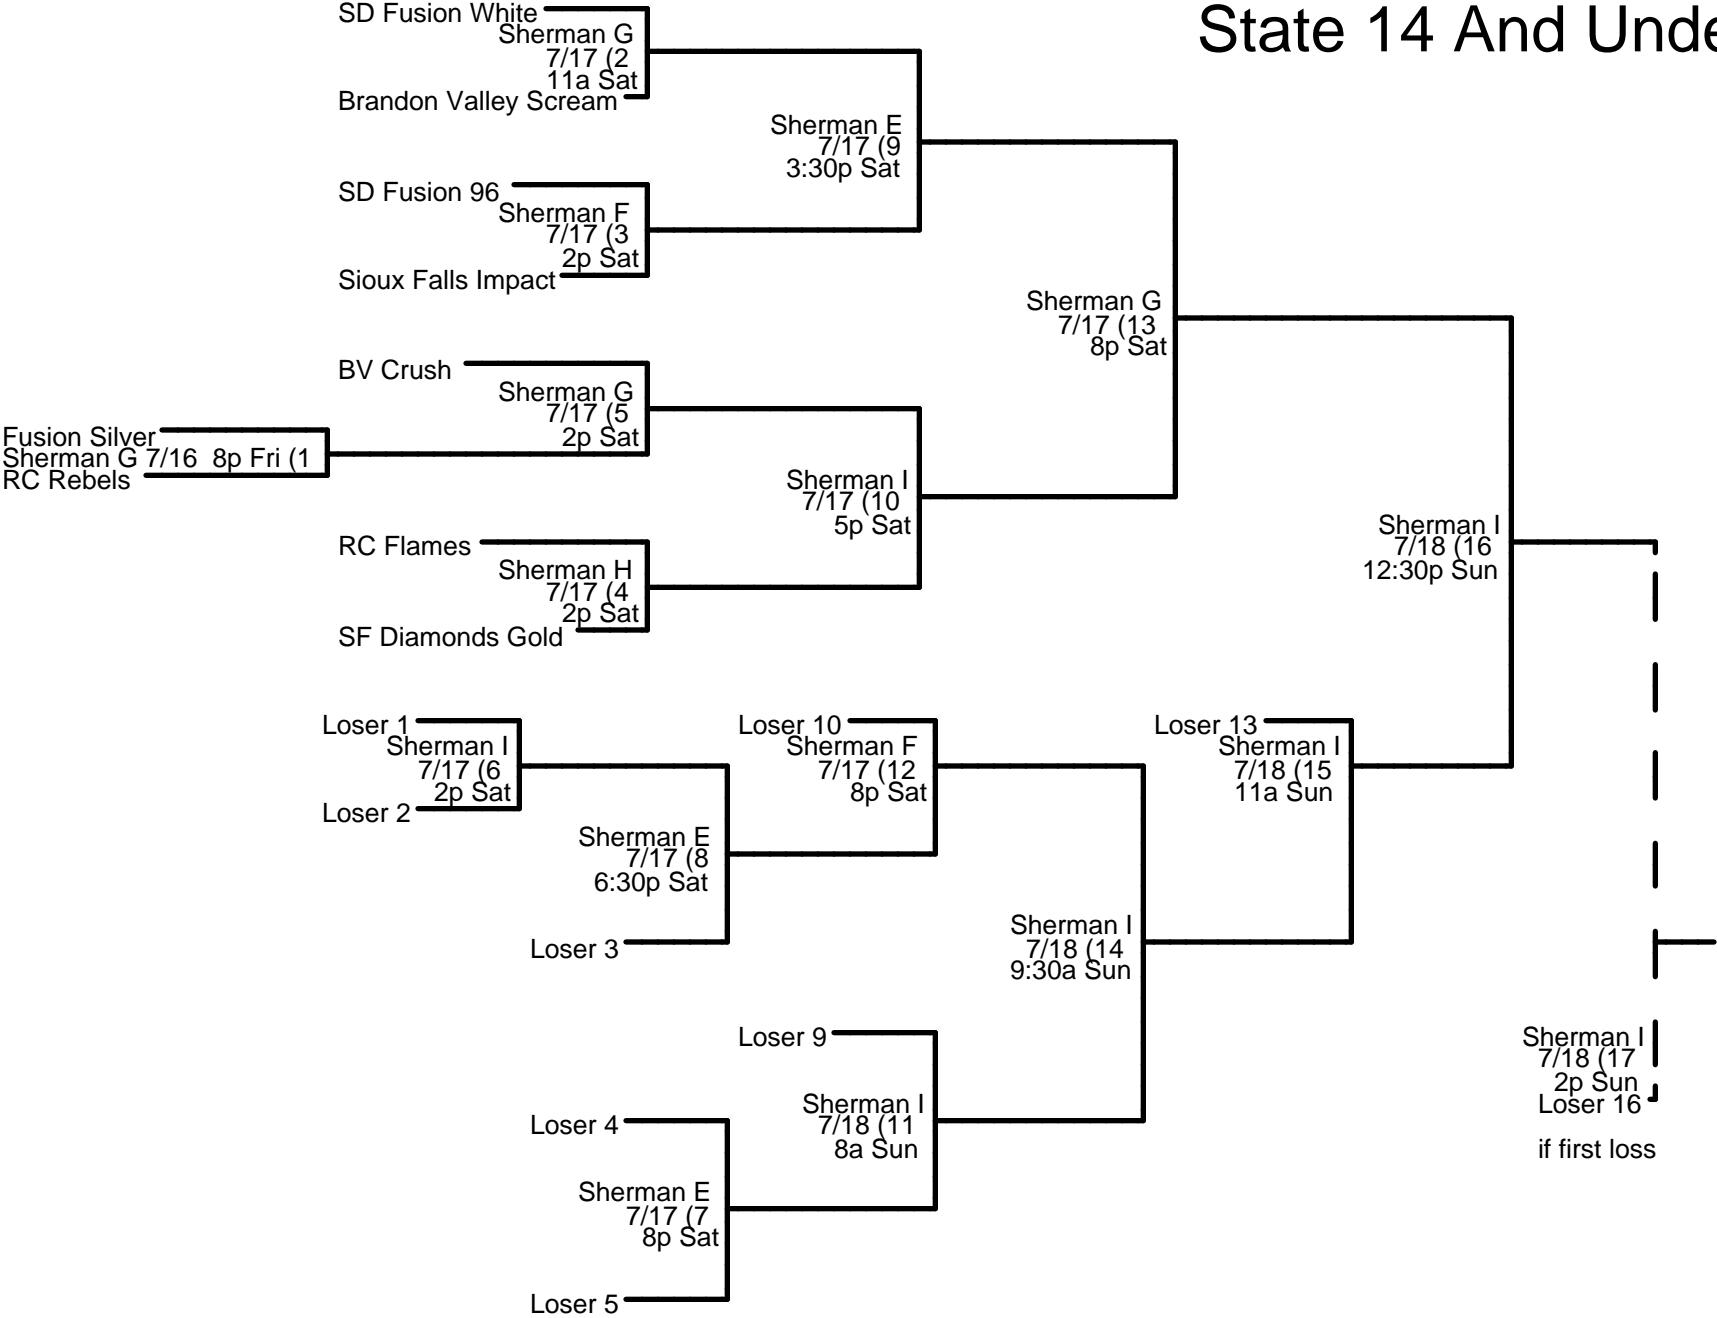 State 14 And Unde
SD Fusion White
Sherman G
7/17 (2
11a Sat
Brandon Valley Scream
Sherman E
7/17 (9
3:30p Sat
SD Fusion 96
Sherman F
7/17 (3
2p Sat
Sioux Falls Impact
Sherman G
7/17 (13
8p Sat
BV Crush
Sherman G
7/17 (5
2p Sat
Fusion Silver
Sherman G 7/16 8p Fri (1
RC Rebels
Sherman I
7/17 (10
5p Sat
RC Flames
Sherman H
7/17 (4
2p Sat
SF Diamonds Gold
Sherman I
7/18 (16
12:30p Sun
Loser 1
Sherman I
7/17 (6
2p Sat
Loser 2
Loser 10
Sherman F
7/17 (12
8p Sat
Loser 13
Sherman I
7/18 (15
11a Sun
Sherman E
7/17 (8
6:30p Sat
Loser 3
Sherman I
7/18 (14
9:30a Sun
Loser 9
Sherman I
7/18 (11
8a Sun
Loser 4
Sherman E
7/17 (7
8p Sat
Loser 5
Sherman I
7/18 (17
2p Sun
Loser 16
if first loss